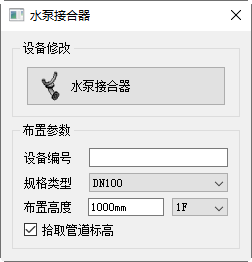 水泵接合器
设备修改
水泵接合器
布置参数
设备编号
规格类型 DN100
布置高度 1000mm 1F
拾取管道标高